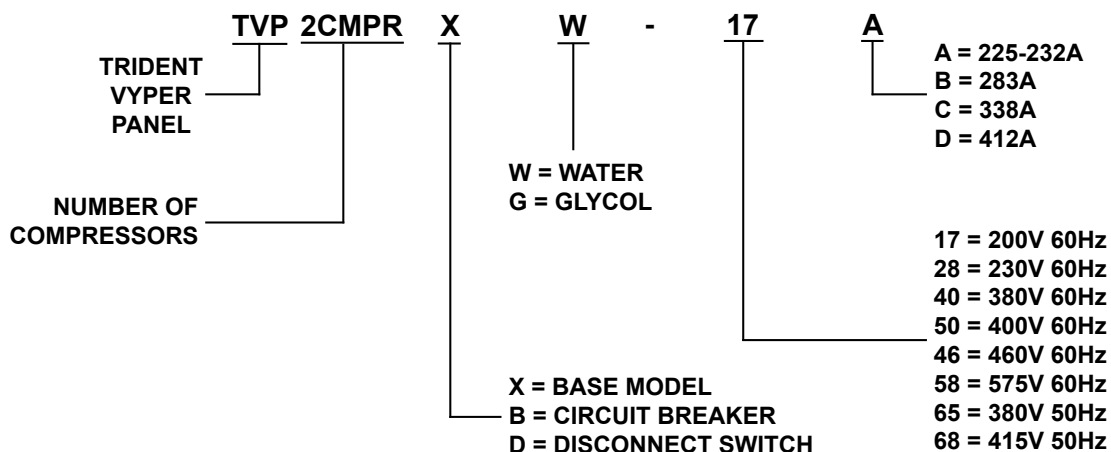 TVP 2CMPR X W - 17 A
TRIDENT
VYPER
PANEL
A = 225-232A
B = 283A
C = 338A
D = 412A
W = WATER
G = GLYCOL
NUMBER OF
COMPRESSORS
17 = 200V 60Hz
28 = 230V 60Hz
40 = 380V 60Hz
50 = 400V 60Hz
46 = 460V 60Hz
58 = 575V 60Hz
65 = 380V 50Hz
68 = 415V 50Hz
X = BASE MODEL
B = CIRCUIT BREAKER
D = DISCONNECT SWITCH